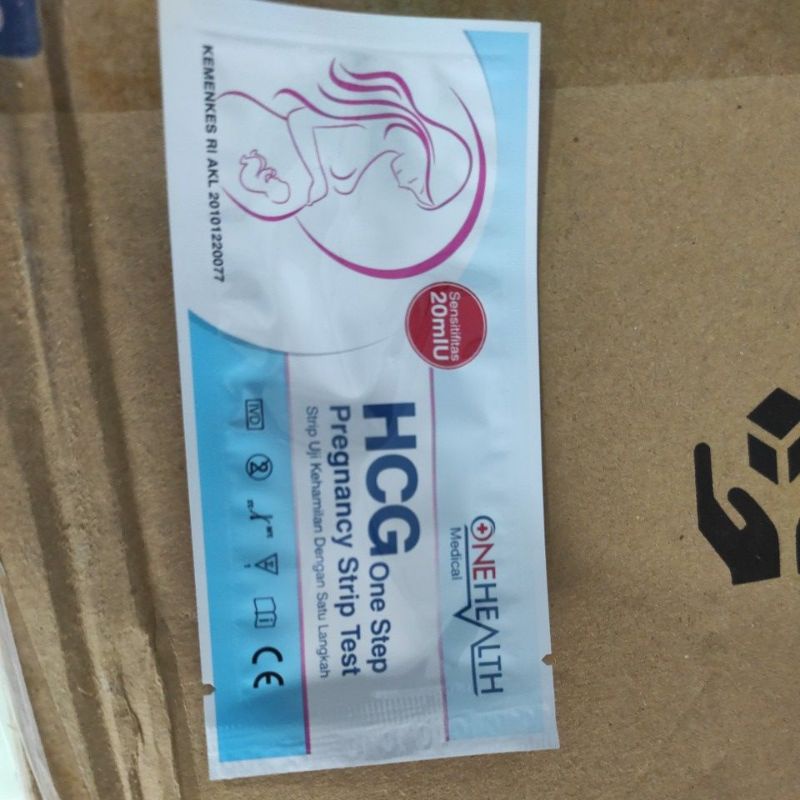 ONEHEALTH
Medical
Sensitifitas
20mIU
HCG One Step
Pregnancy Strip Test
Strip Uji Kehamilan Dengan Satu Langkah
KEMENKES RI AKL 20101220077
IVD
2
CE